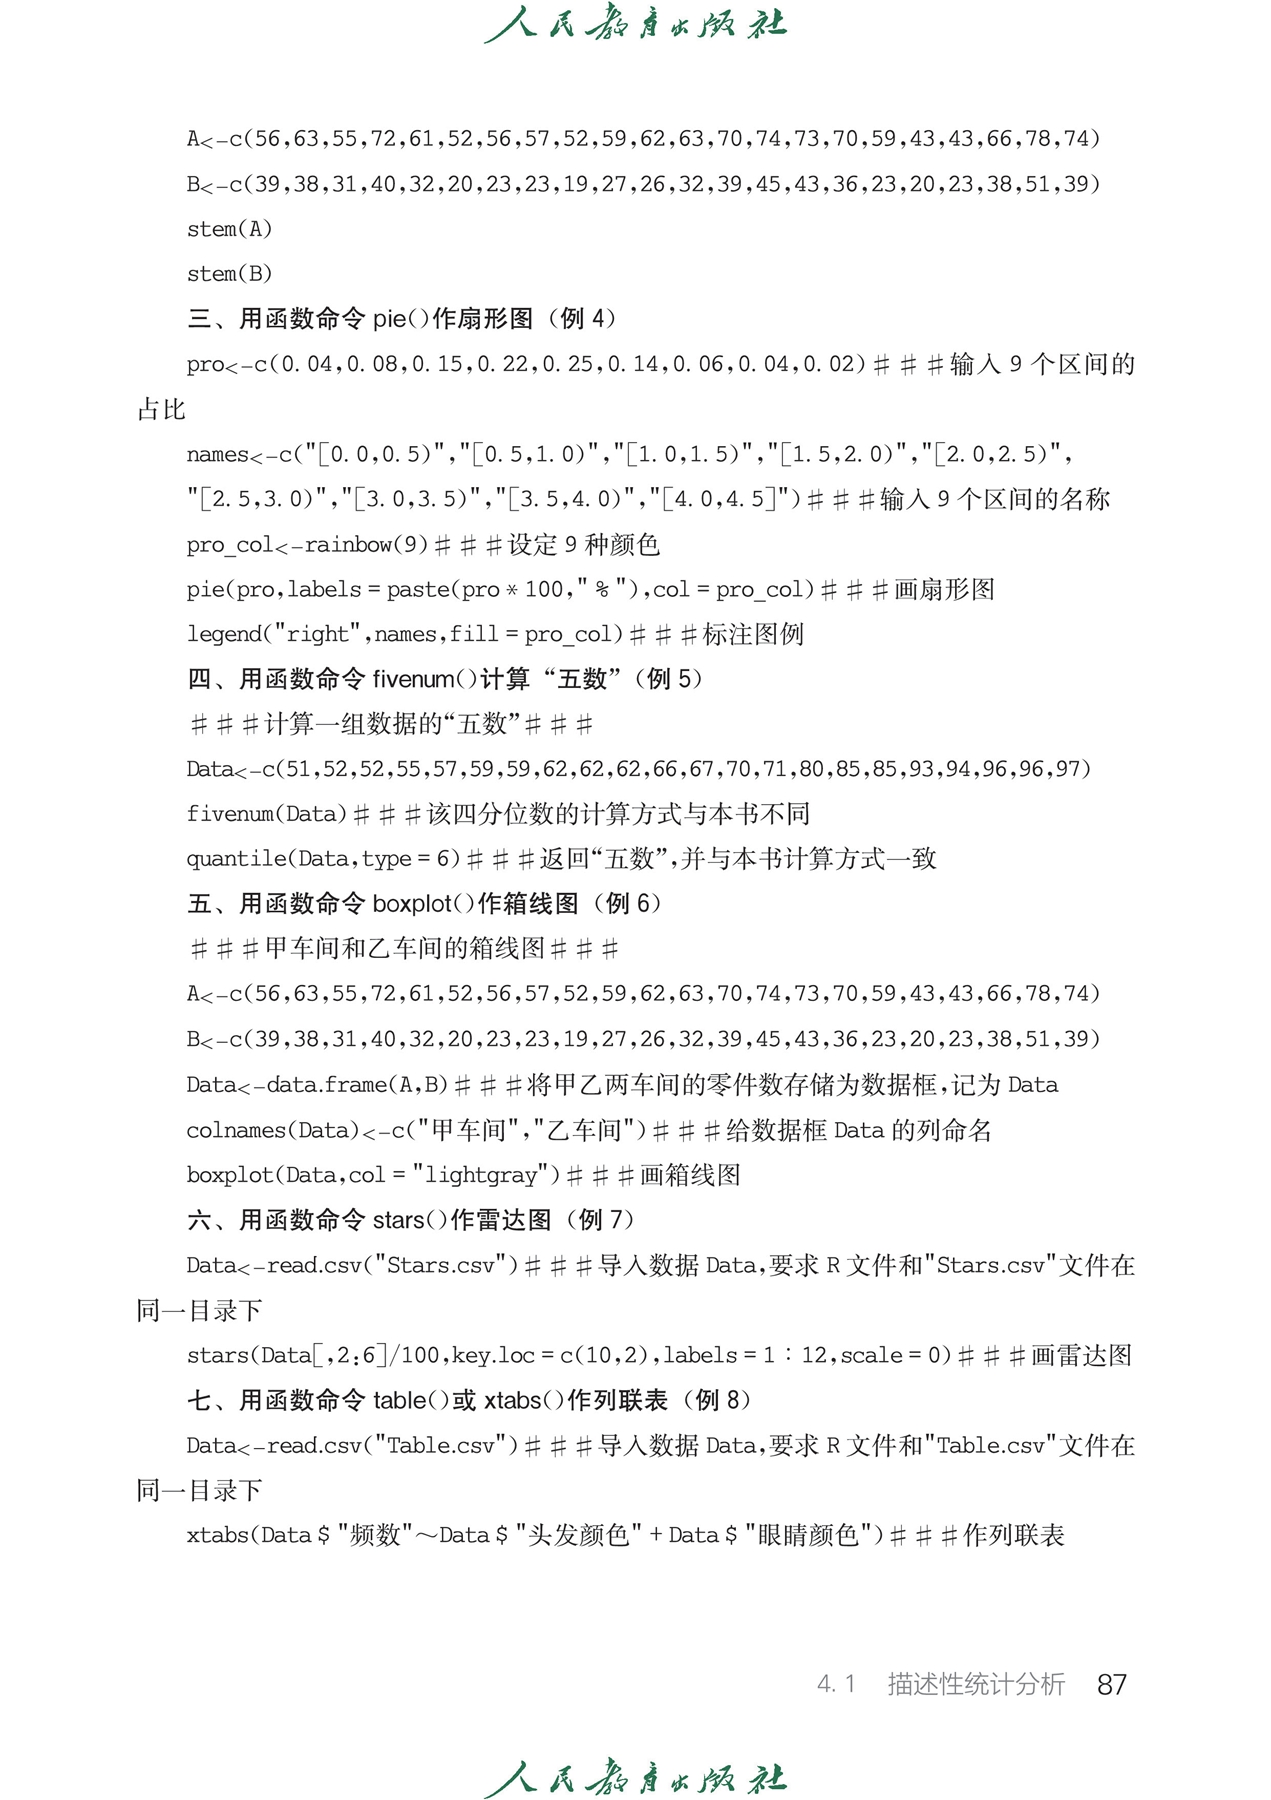 人民教育出版社
A<-c(56,63,55,72,61,52,56,57,52,59,62,63,70,74,73,70,59,43,43,66,78,74)
B<-c(39,38,31,40,32,20,23,23,19,27,26,32,39,45,43,36,23,20,23,38,51,39)
stem(A)
stem(B)
三、用函数命令 pie()作扇形图（例 4）
pro<-c(0.04,0.08,0.15,0.22,0.25,0.14,0.06,0.04,0.02)###输入 9 个区间的
占比
names<-c("[0.0,0.5)","[0.5,1.0)","[1.0,1.5)","[1.5,2.0)","[2.0,2.5)",
"[2.5,3.0)","[3.0,3.5)","[3.5,4.0)","[4.0,4.5]")###输入 9 个区间的名称
pro_col<-rainbow(9)###设定 9 种颜色
pie(pro,labels=paste(pro*100,"%"),col=pro_col)###画扇形图
legend("right",names,fill=pro_col)###标注图例
四、用函数命令 fivenum()计算“五数”（例 5）
###计算一组数据的“五数”###
Data<-c(51,52,52,55,57,59,59,62,62,62,66,67,70,71,80,85,85,93,94,96,96,97)
fivenum(Data)###该四分位数的计算方式与本书不同
quantile(Data,type=6)###返回“五数”,并与本书计算方式一致
五、用函数命令 boxplot()作箱线图（例 6）
###甲车间和乙车间的箱线图###
A<-c(56,63,55,72,61,52,56,57,52,59,62,63,70,74,73,70,59,43,43,66,78,74)
B<-c(39,38,31,40,32,20,23,23,19,27,26,32,39,45,43,36,23,20,23,38,51,39)
Data<-data.frame(A,B)###将甲乙两车间的零件数存储为数据框,记为 Data
colnames(Data)<-c("甲车间","乙车间")###给数据框 Data 的列命名
boxplot(Data,col="lightgray")###画箱线图
六、用函数命令 stars()作雷达图（例 7）
Data<-read.csv("Stars.csv")###导入数据 Data,要求 R 文件和"Stars.csv"文件在
同一目录下
stars(Data[,2:6]/100,key.loc=c(10,2),labels=1:12,scale=0)###画雷达图
七、用函数命令 table()或 xtabs()作列联表（例 8）
Data<-read.csv("Table.csv")###导入数据 Data,要求 R 文件和"Table.csv"文件在
同一目录下
xtabs(Data$"频数"~Data$"头发颜色"+Data$"眼睛颜色")###作列联表
4.1 描述性统计分析 87
人民教育出版社